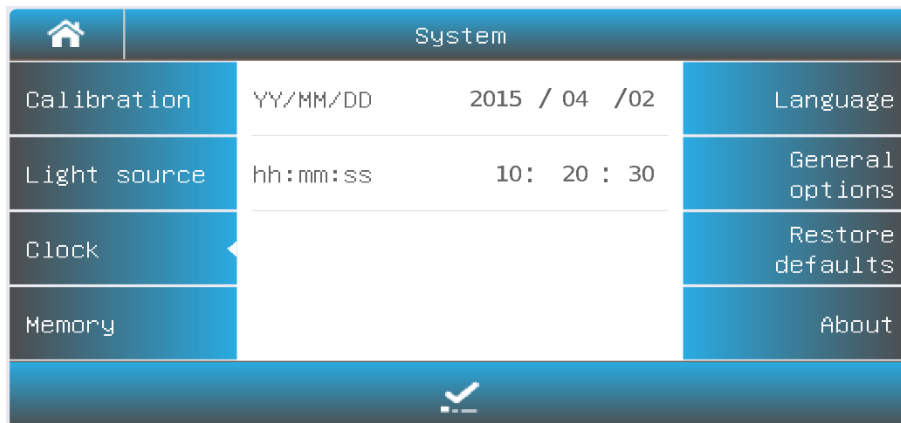 System
Calibration
Light source
Clock
Memory
YY/MM/DD 2015 / 04 /02
hh:mm:ss 10: 20 : 30
Language
General
options
Restore
defaults
About